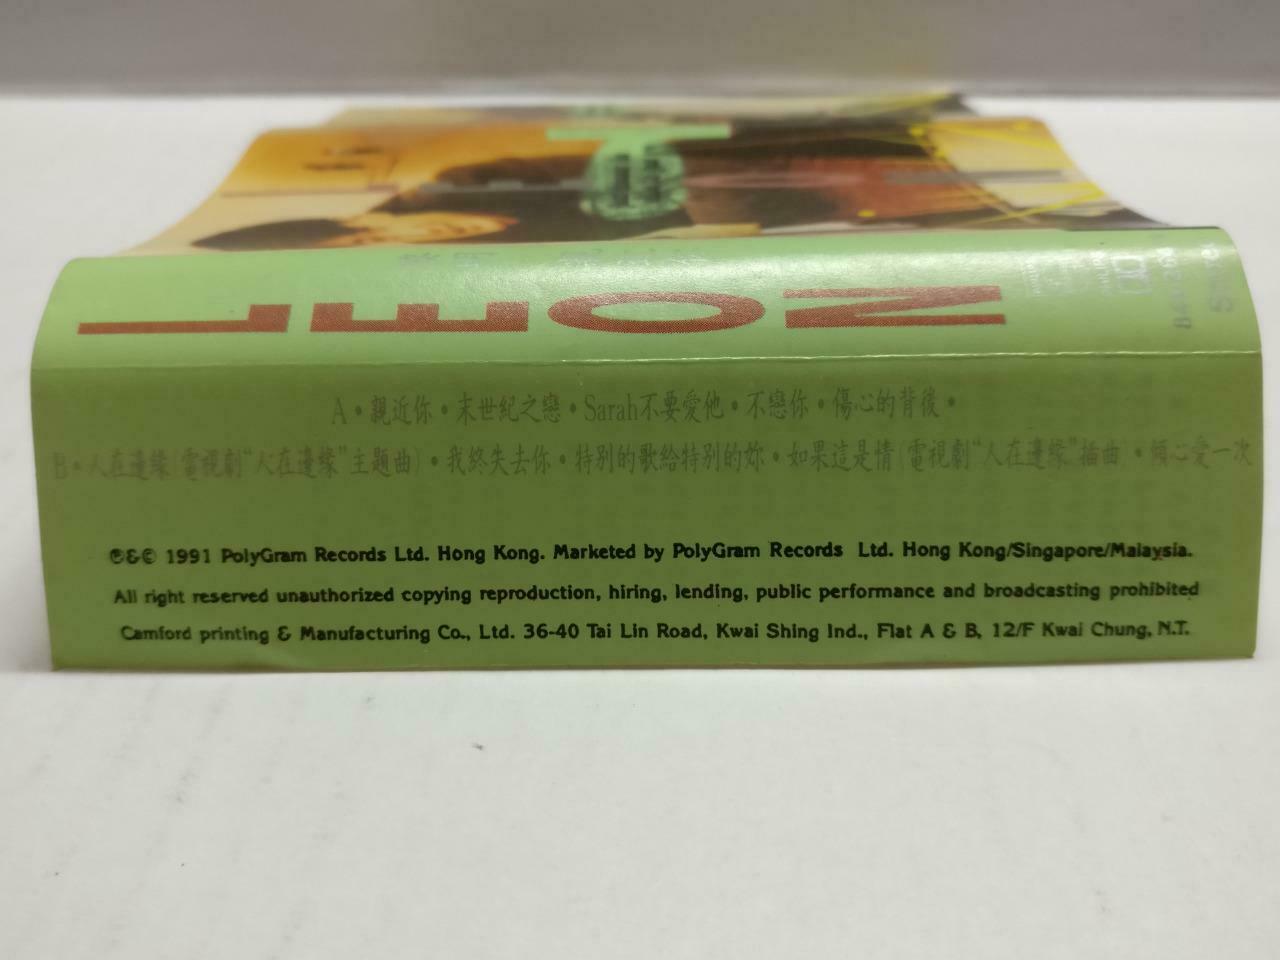 LEON
A・親近你・末世紀之戀・Sarah不要愛他・不戀你・傷心的背後・
B・人在邊緣(電視劇“人在邊緣”主題曲)・我終失去你・特別的歌給特別的妳・如果這是情(電視劇“人在邊緣”插曲)・傾心愛一次
℗&© 1991 PolyGram Records Ltd. Hong Kong. Marketed by PolyGram Records Ltd. Hong Kong/Singapore/Malaysia.
All right reserved unauthorized copying reproduction, hiring, lending, public performance and broadcasting prohibited
Camford printing & Manufacturing Co., Ltd. 36-40 Tai Lin Road, Kwai Shing Ind., Flat A & B, 12/F Kwai Chung, N.T.